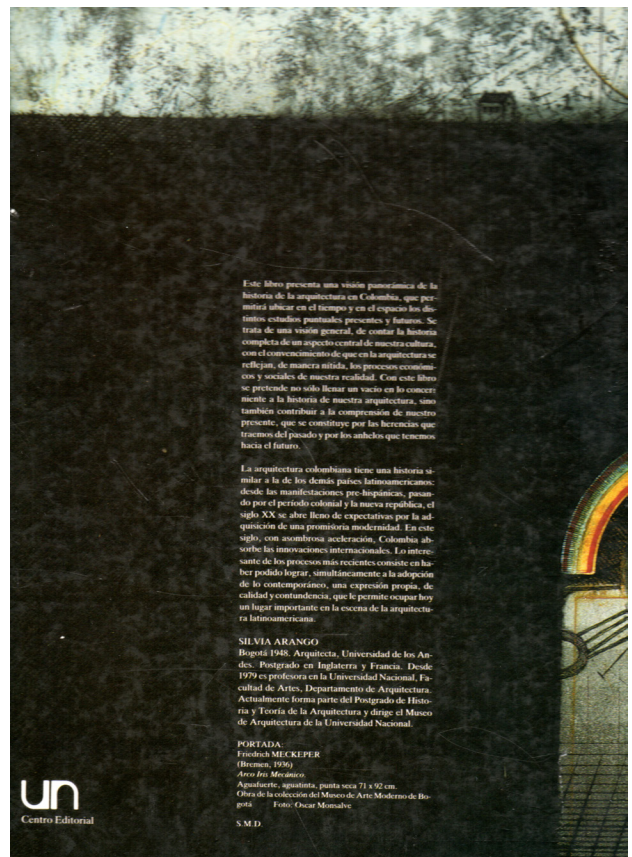 Este libro presenta una visión panorámica de la
historia de la arquitectura en Colombia, que per-
mitirá ubicar en el tiempo y en el espacio los dis-
tintos estudios puntuales presentes y futuros. Se
trata de una visión general, de contar la historia
completa de un aspecto central de nuestra cultura,
con el convencimiento de que en la arquitectura se
reflejan, de manera nítida, los procesos económi-
cos y sociales de nuestra realidad. Con este libro
se pretende no sólo llenar un vacío en lo concer-
niente a la historia de nuestra arquitectura, sino
también contribuir a la comprensión de nuestro
presente, que se constituye por las herencias que
traemos del pasado y por los anhelos que tenemos
hacia el futuro.
La arquitectura colombiana tiene una historia si-
milar a la de los demás países latinoamericanos:
desde las manifestaciones pre-hispánicas, pasan-
do por el período colonial y la nueva república, el
siglo XX se abre lleno de expectativas por la ad-
quisición de una promisoria modernidad. En este
siglo, con asombrosa aceleración, Colombia ab-
sorbe las innovaciones internacionales. Lo intere-
sante de los procesos más recientes consiste en ha-
ber podido lograr, simultáneamente a la adopción
de lo contemporáneo, una expresión propia, de
calidad y contundencia, que le permite ocupar hoy
un lugar importante en la escena de la arquitectu-
ra latinoamericana.
SILVIA ARANGO
Bogotá 1948. Arquitecta, Universidad de los An-
des. Postgrado en Inglaterra y Francia. Desde
1979 es profesora en la Universidad Nacional, Fa-
cultad de Artes, Departamento de Arquitectura.
Actualmente forma parte del Postgrado de Histo-
ria y Teoría de la Arquitectura y dirige el Museo
de Arquitectura de la Universidad Nacional.
PORTADA:
Friedrich MECKEPER
(Bremen, 1936)
Arco Iris Mecánico.
Aguafuerte, aguatinta, punta seca 71 x 92 cm.
Obra de la colección del Museo de Arte Moderno de Bo-
gotá Foto: Oscar Monsalve
S.M.D.
un
Centro Editorial